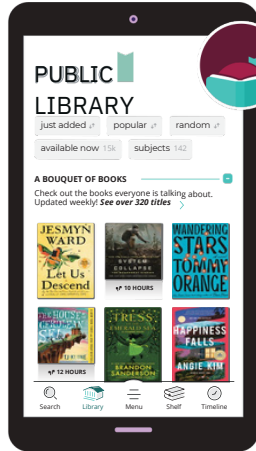 PUBLIC
LIBRARY
just added popular random
available now 15k subjects 142
A BOUQUET OF BOOKS
Check out the books everyone is talking about.
Updated weekly! See over 320 titles
JESMYN
WARD
Let Us
Descend
SYSTEM
COLLAPSE
10 HOURS
WANDERING
STARS
TOMMY
ORANGE
12 HOURS
TRESS
EMERALD SEA
BRANDON
SANDERSON
HAPPINESS
FALLS
ANGIE KIM
Search Library Menu Shelf Timeline